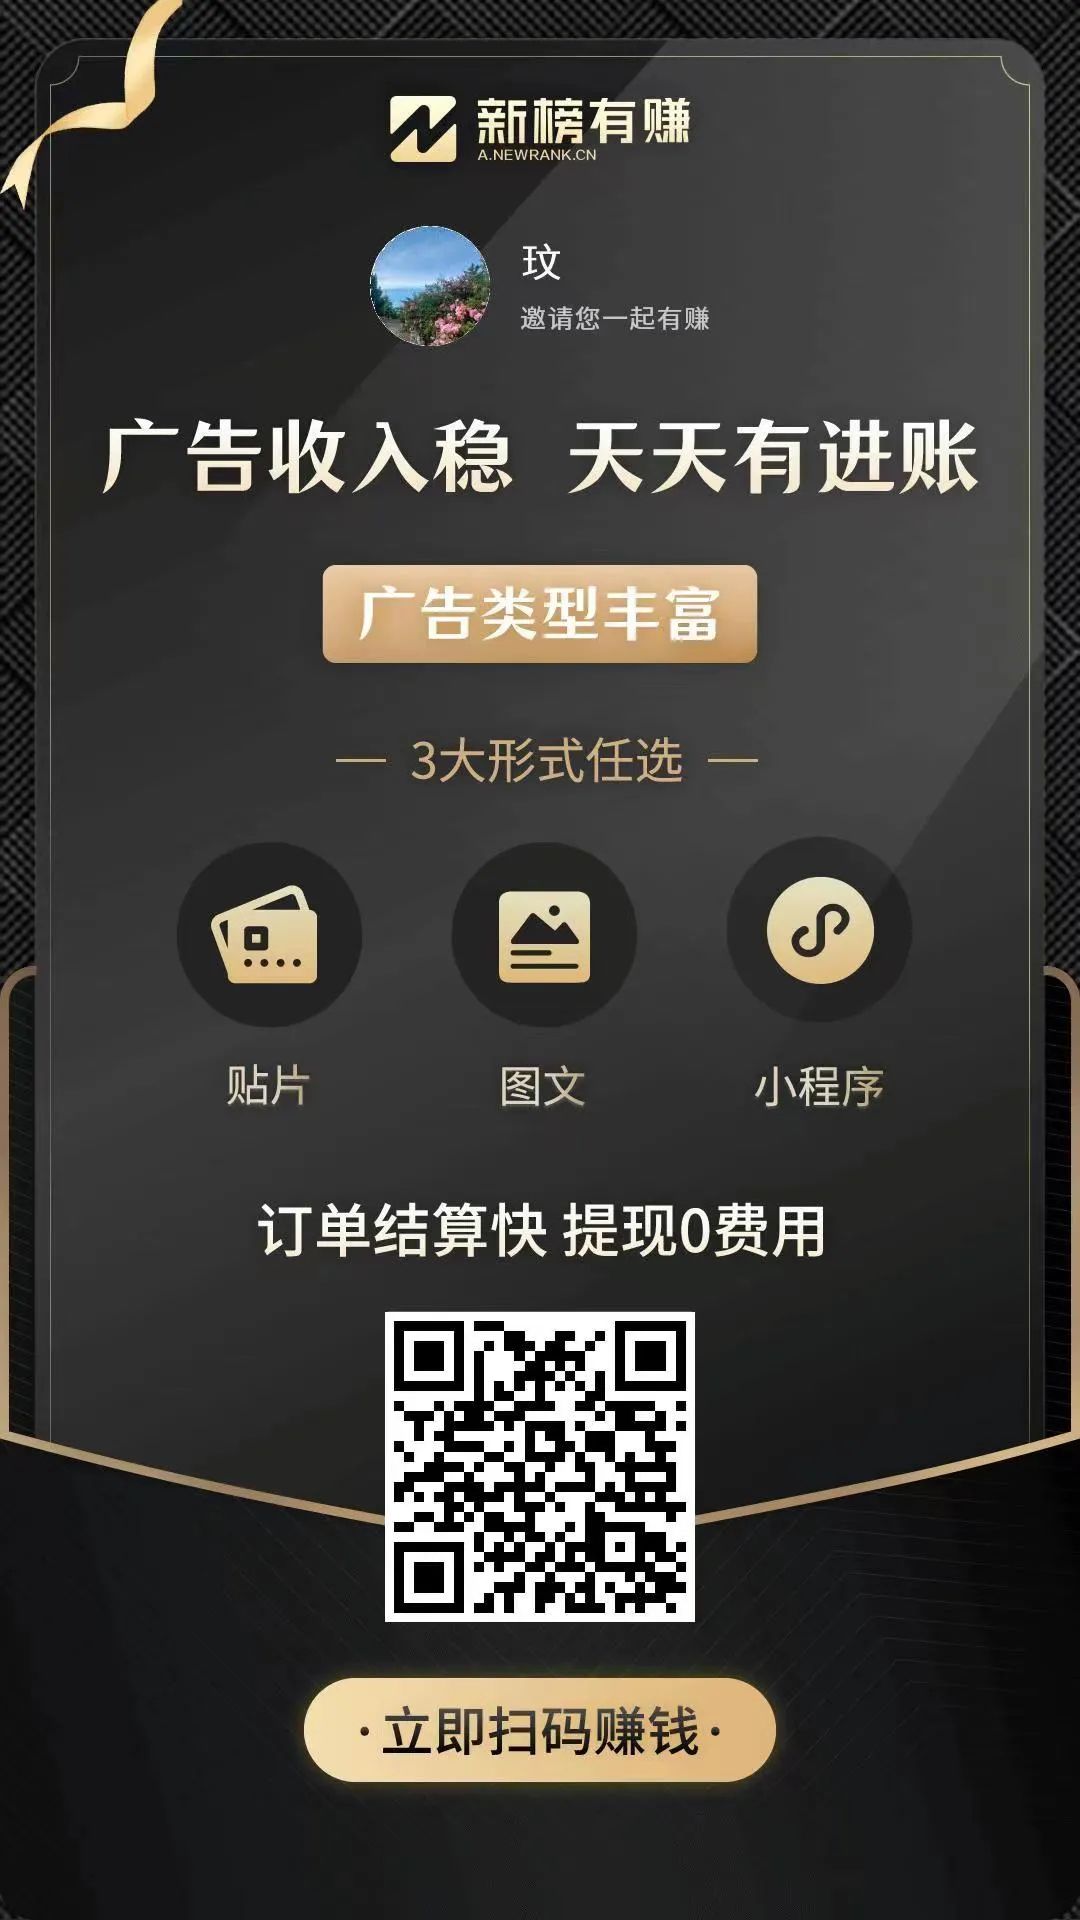 新榜有赚
A.NEWRANK.CN
玟
邀请您一起有赚
广告收入稳 天天有进账
广告类型丰富
3大形式任选
贴片 图文 小程序
订单结算快 提现0费用
·立即扫码赚钱·